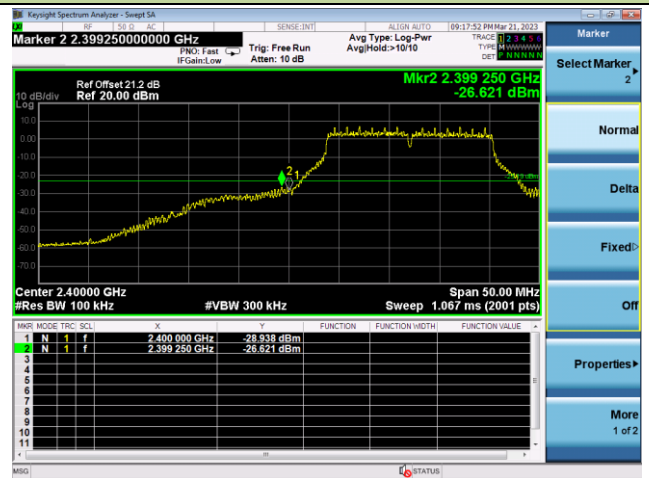 Keysight Spectrum Analyzer - Swept SA
RF 50 Ω AC SENSE:INT ALIGN AUTO 09:17:52 PM Mar 21, 2023
Marker 2 2.399250000000 GHz
PNO: Fast
IFGain:Low
Trig: Free Run
Atten: 10 dB
Avg Type: Log-Pwr
Avg|Hold:>10/10
TRACE 1 2 3 4 5 6
TYPE M W W W W W
DET P N N N N N
Mkr2 2.399 250 GHz
-26.621 dBm
Ref Offset 21.2 dB
10 dB/div Ref 20.00 dBm
Log
10.0
0.00
-10.0
-20.0
-30.0
-40.0
-50.0
-60.0
-70.0
2
1
Center 2.40000 GHz Span 50.00 MHz
#Res BW 100 kHz #VBW 300 kHz Sweep 1.067 ms (2001 pts)
MKR MODE TRC SCL X Y FUNCTION FUNCTION WIDTH FUNCTION VALUE
1 N 1 f 2.400 000 GHz -28.938 dBm
2 N 1 f 2.399 250 GHz -26.621 dBm
3
4
5
6
7
8
9
10
11
MSG STATUS
Marker
Select Marker
2
Normal
Delta
Fixed
Off
Properties
More
1 of 2